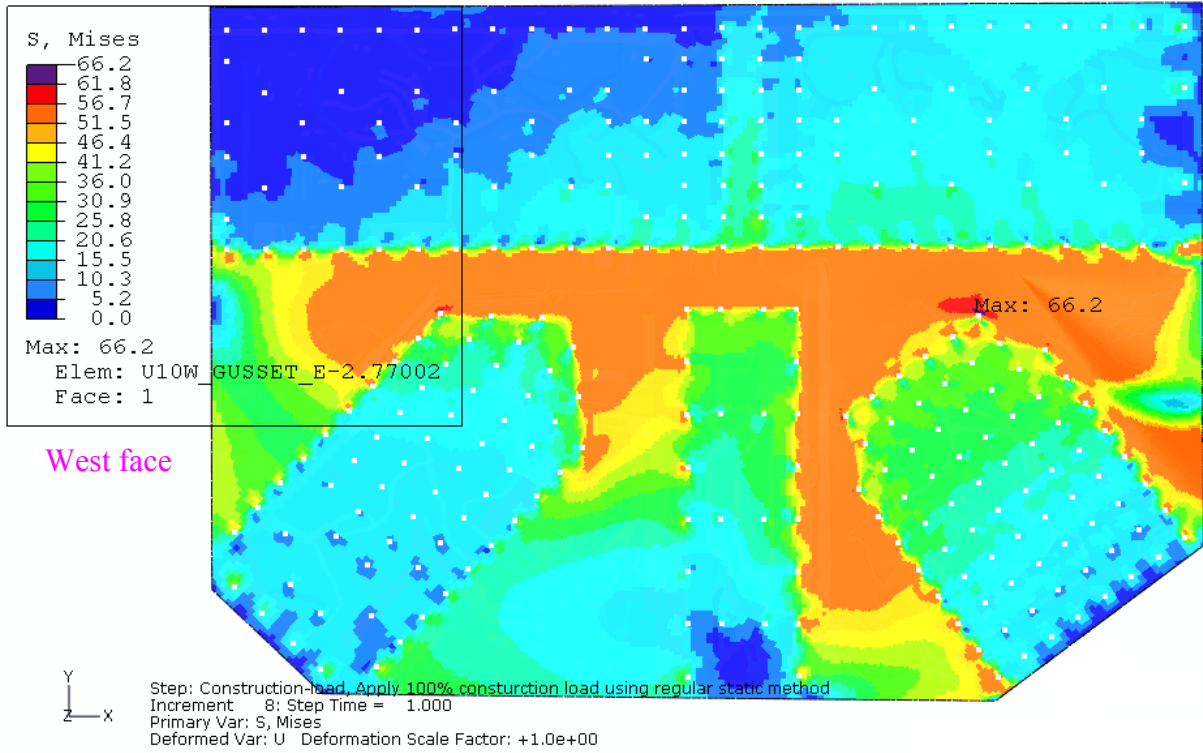 S, Mises
66.2
61.8
56.7
51.5
46.4
41.2
36.0
30.9
25.8
20.6
15.5
10.3
5.2
0.0
Max: 66.2
Elem: U10W_GUSSET_E-2.77002
Face: 1
Max: 66.2
West face
Y
Z X
Step: Construction-load, Apply 100% consturction load using regular static method
Increment 8: Step Time = 1.000
Primary Var: S, Mises
Deformed Var: U Deformation Scale Factor: +1.0e+00